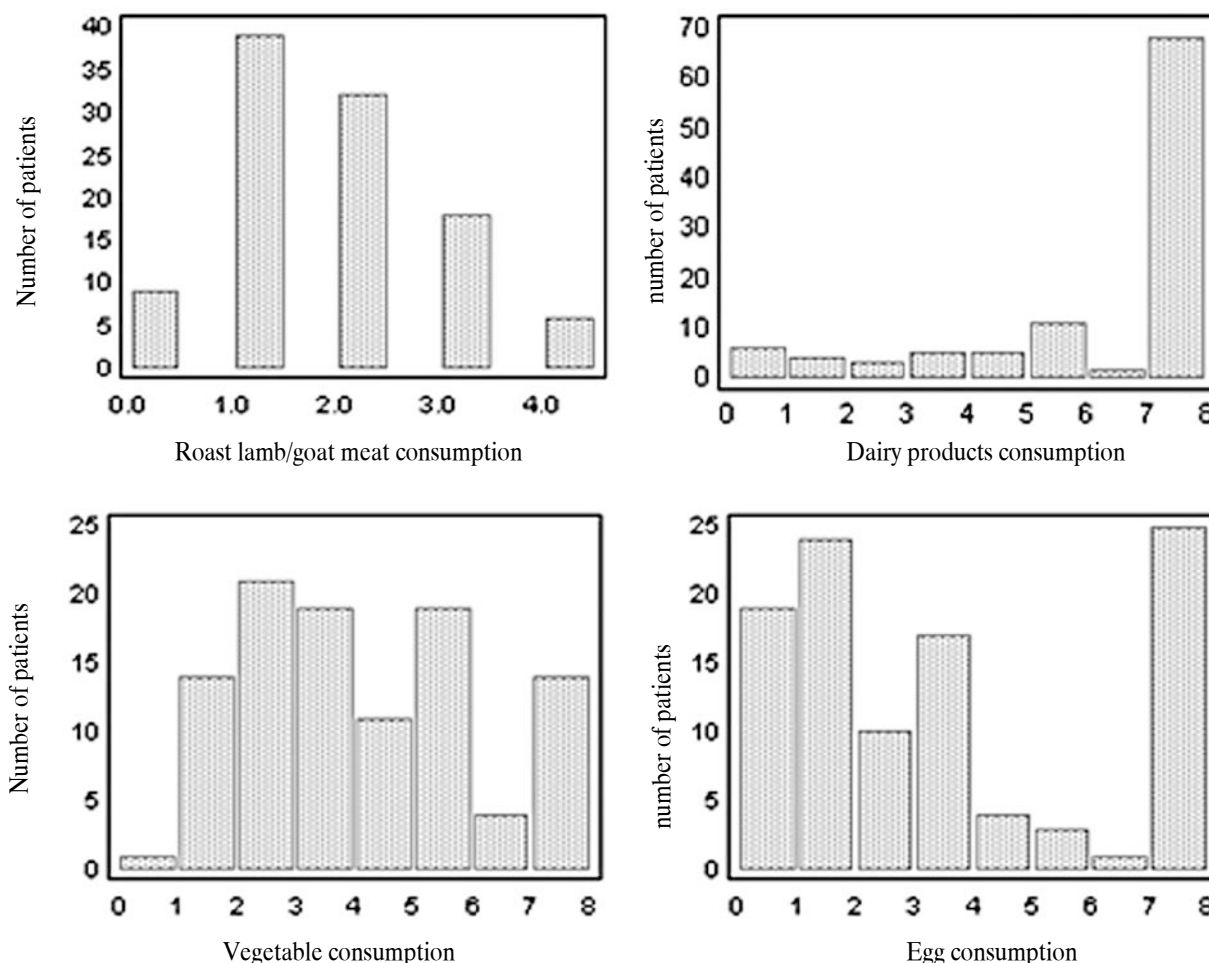 Number of patients
40
35
30
25
20
15
10
5
0
0.0 1.0 2.0 3.0 4.0
Roast lamb/goat meat consumption
number of patients
70
60
50
40
30
20
10
0
0 1 2 3 4 5 6 7 8
Dairy products consumption
Number of patients
25
20
15
10
5
0
0 1 2 3 4 5 6 7 8
Vegetable consumption
number of patients
25
20
15
10
5
0
0 1 2 3 4 5 6 7 8
Egg consumption